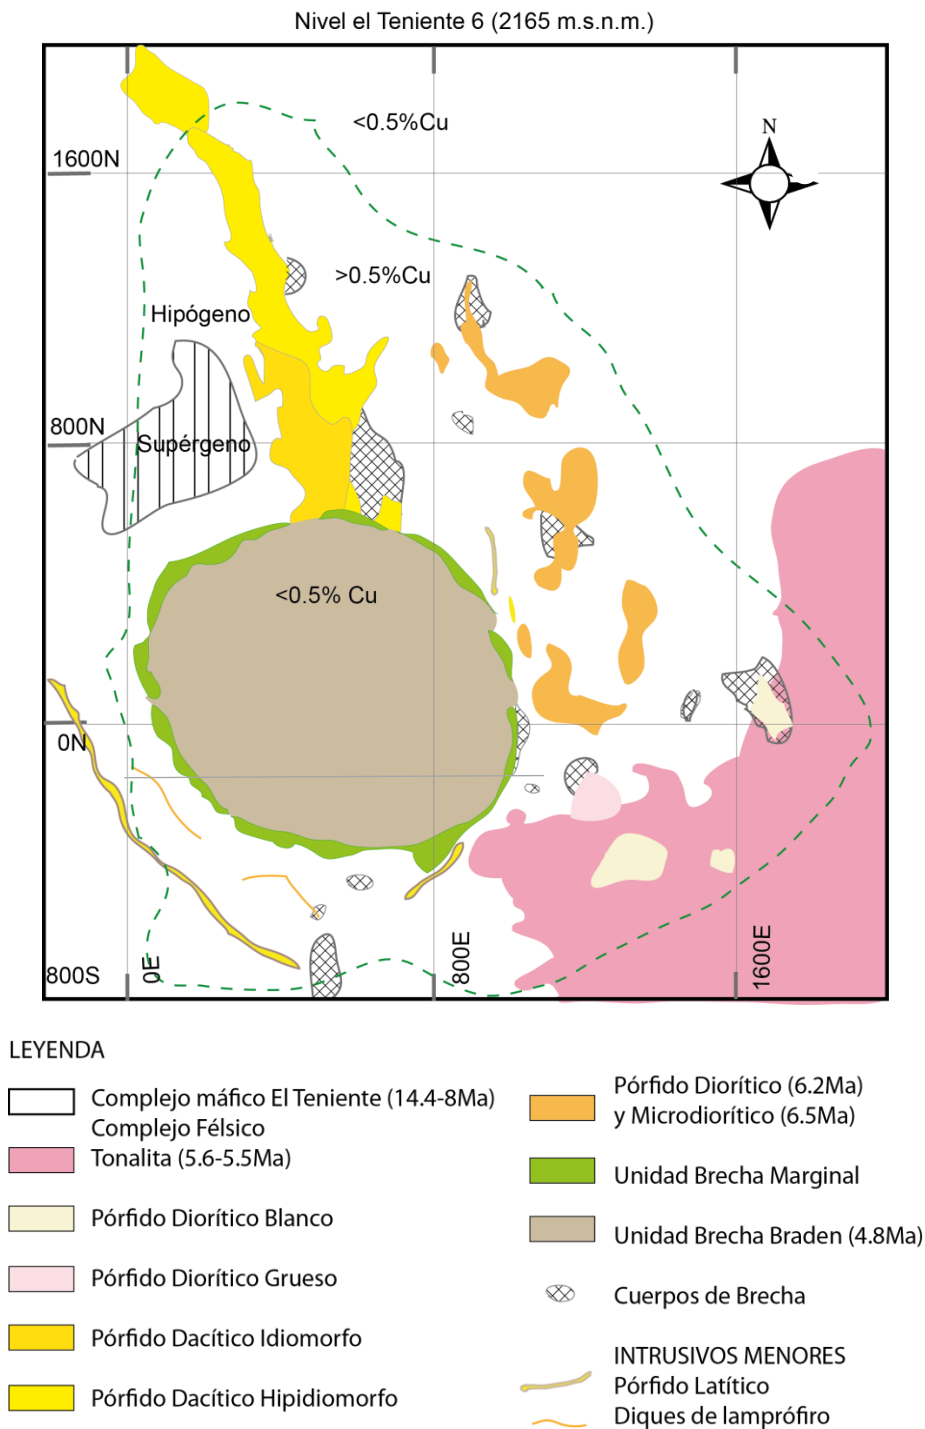 Nivel el Teniente 6 (2165 m.s.n.m.)
<0.5%Cu
N
1600N
>0.5%Cu
Hipógeno
800N
Supérgeno
<0.5% Cu
0N
800S
0E
800E
1600E
LEYENDA
Complejo máfico El Teniente (14.4-8Ma)
Complejo Félsico
Tonalita (5.6-5.5Ma)
Pórfido Diorítico Blanco
Pórfido Diorítico Grueso
Pórfido Dacítico Idiomorfo
Pórfido Dacítico Hipidiomorfo
Pórfido Diorítico (6.2Ma)
y Microdiorítico (6.5Ma)
Unidad Brecha Marginal
Unidad Brecha Braden (4.8Ma)
Cuerpos de Brecha
INTRUSIVOS MENORES
Pórfido Latítico
Diques de lamprófiro